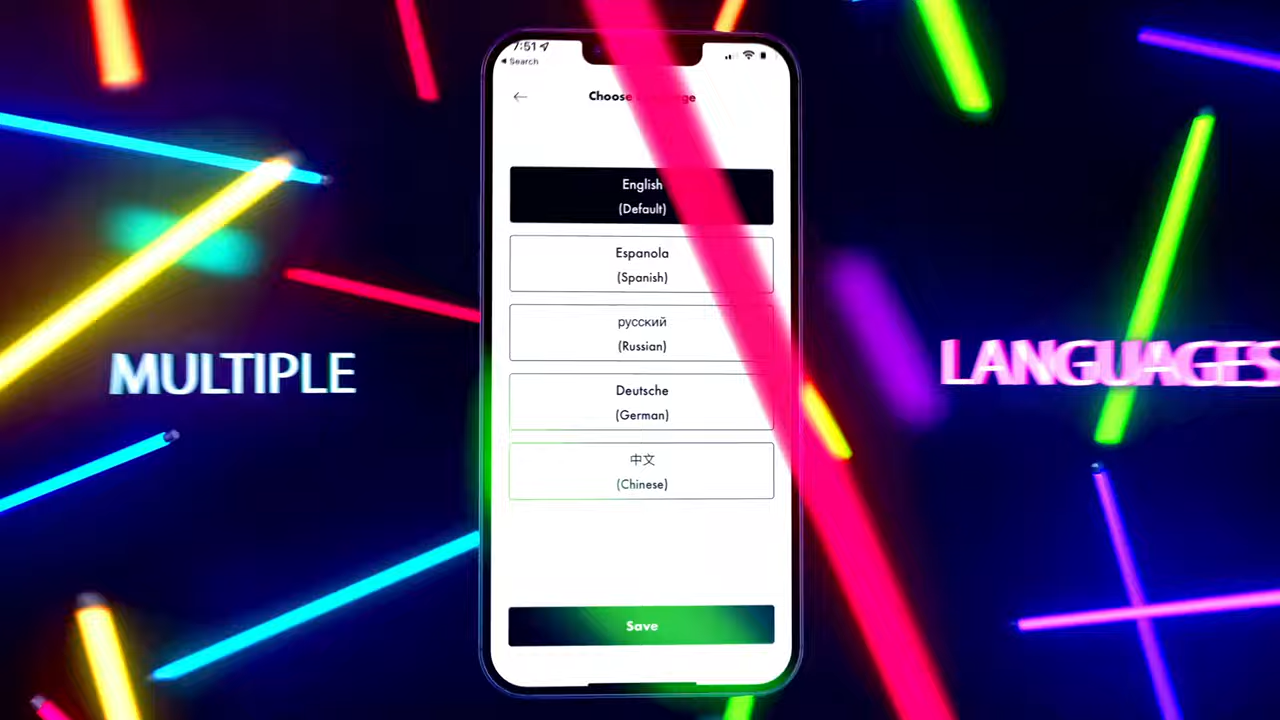 7:51
Search
Choose
English
(Default)
Espanola
(Spanish)
русский
(Russian)
Deutsche
(German)
中文
(Chinese)
Save
MULTIPLE
LANGUAGES